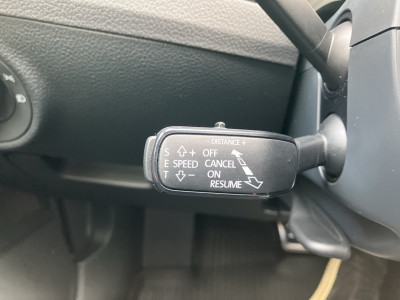 - DISTANCE +
S + OFF
E SPEED CANCEL
T - ON
RESUME